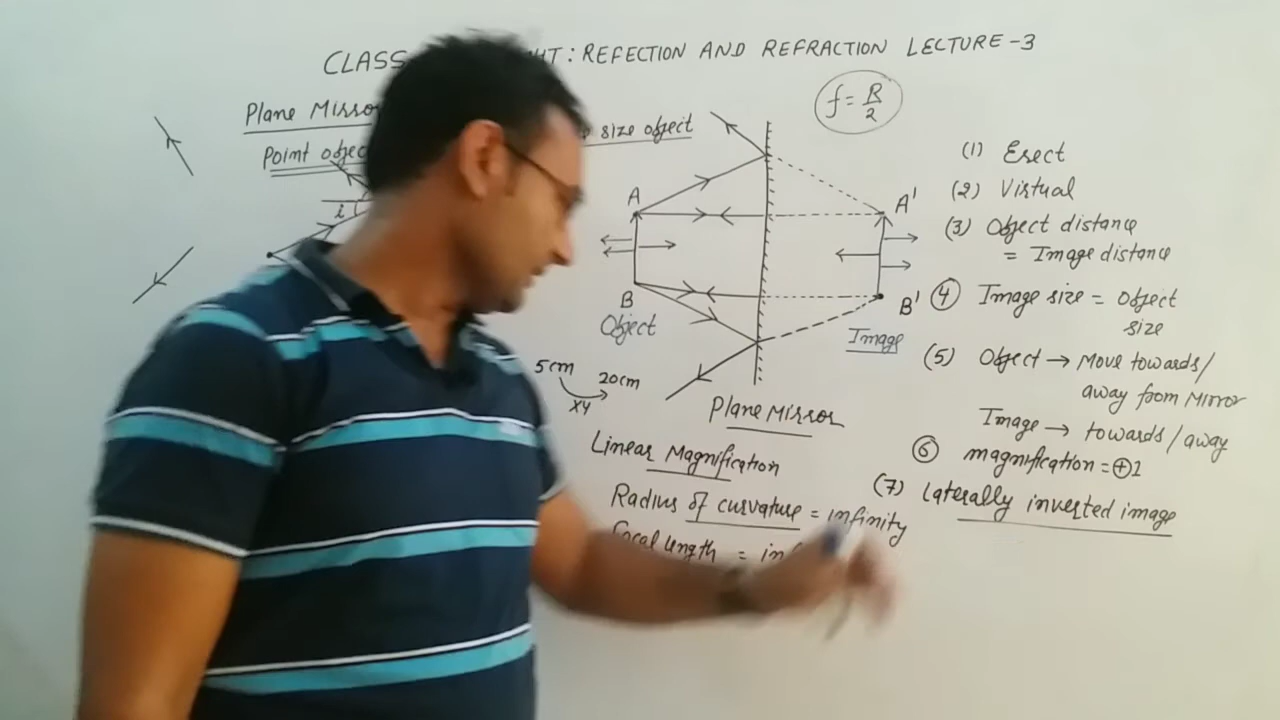 CLASS HT : REFECTION AND REFRACTION LECTURE -3
Plane Mirror
Point object
size object
f = R/2
A
B
Object
A'
B'
Image
i
5cm
20cm
X4
Plane Mirror
Linear Magnification
Radius of curvature = infinity
Focal length =
(1) Erect
(2) Virtual
(3) Object distance
= Image distance
(4) Image size = Object
size
(5) Object → Move towards/
away from Mirror
Image → towards/away
(6) magnification = +1
(7) Laterally inverted image